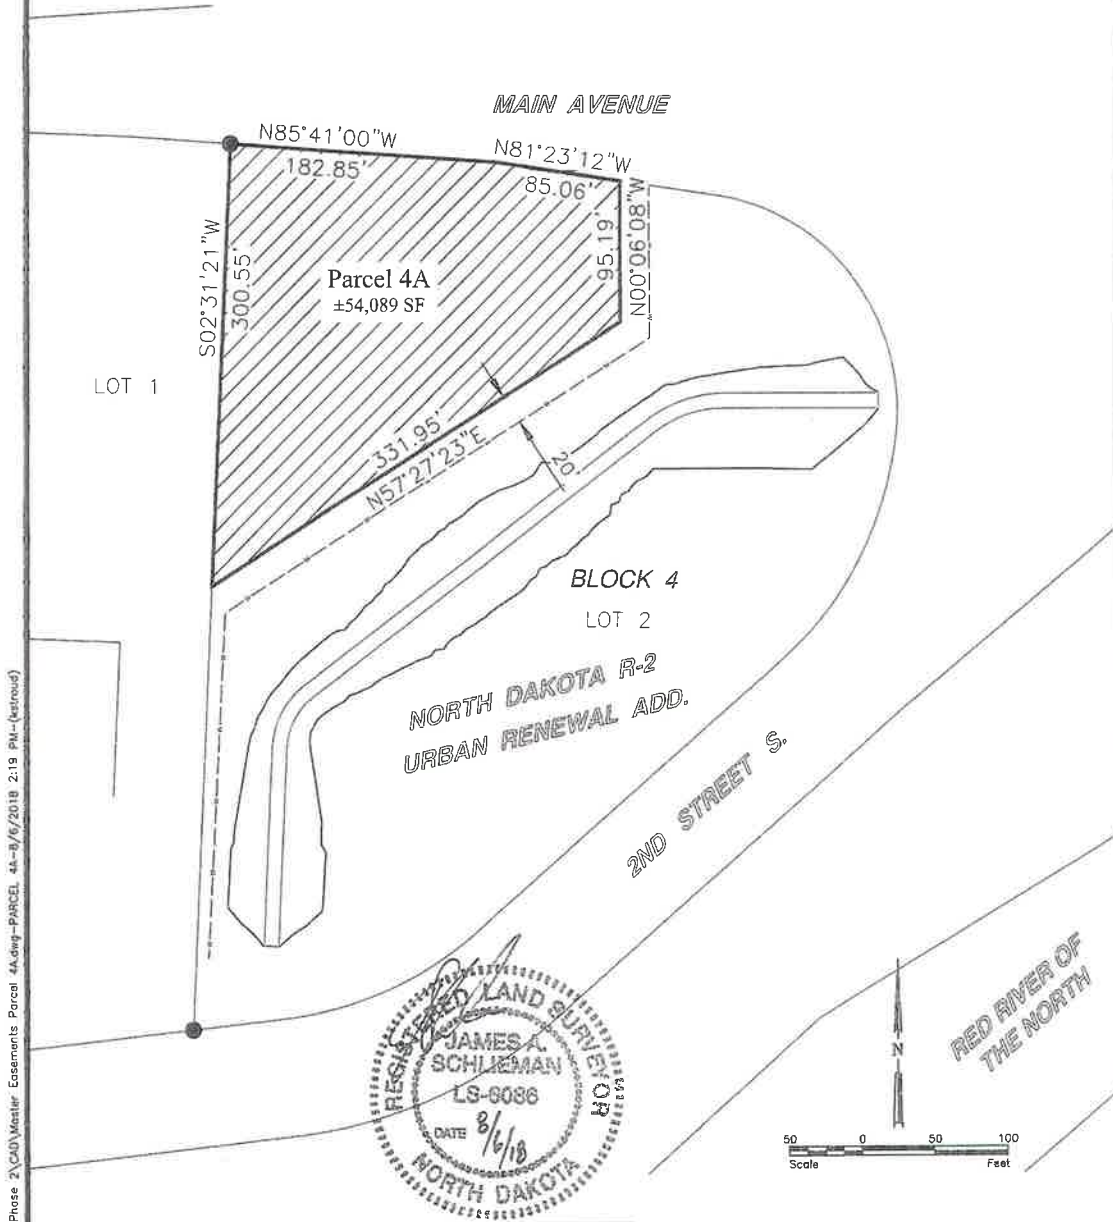 MAIN AVENUE
N85°41'00"W
182.85'
N81°23'12"W
85.06'
S02°31'21"W
300.55'
Parcel 4A
±54,089 SF
95.19'
N00°06'08"W
LOT 1
331.95'
N57°27'23"E
20'
BLOCK 4
LOT 2
NORTH DAKOTA R-2
URBAN RENEWAL ADD.
2ND STREET S.
RED RIVER OF
THE NORTH
REGISTERED LAND SURVEYOR
JAMES A.
SCHLIEMAN
LS-6086
DATE 8/6/18
NORTH DAKOTA
N
50 0 50 100
Scale Feet
Phase 2\CAD\Master Easements Parcel 4A.dwg-PARCEL 4A-8/6/2018 2:19 PM-(kstroud)